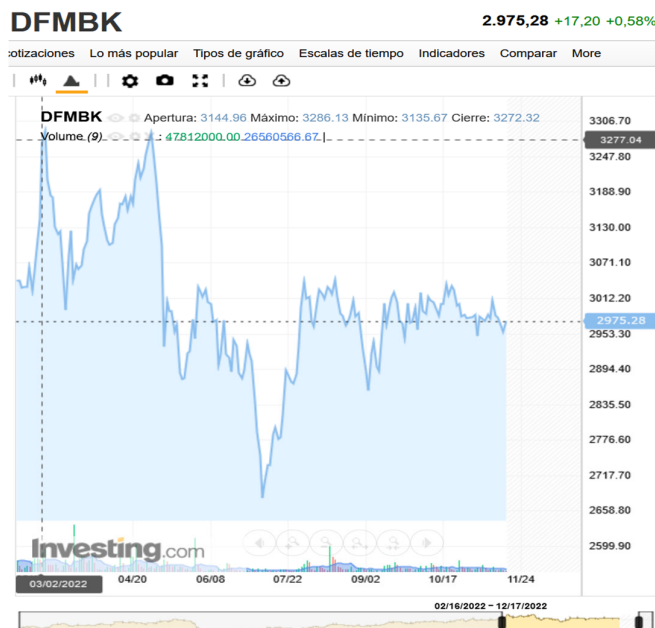 DFMBK
2.975,28 +17,20 +0,58%
cotizaciones Lo más popular Tipos de gráfico Escalas de tiempo Indicadores Comparar More
DFMBK Apertura: 3144.96 Máximo: 3286.13 Mínimo: 3135.67 Cierre: 3272.32
Volume (9) : 47812000.00 26560566.67
3306.70
3277.04
3247.80
3188.90
3130.00
3071.10
3012.20
2975.28
2953.30
2894.40
2835.50
2776.60
2717.70
2658.80
2599.90
Investing.com
03/02/2022 04/20 06/08 07/22 09/02 10/17 11/24
02/16/2022 - 12/17/2022